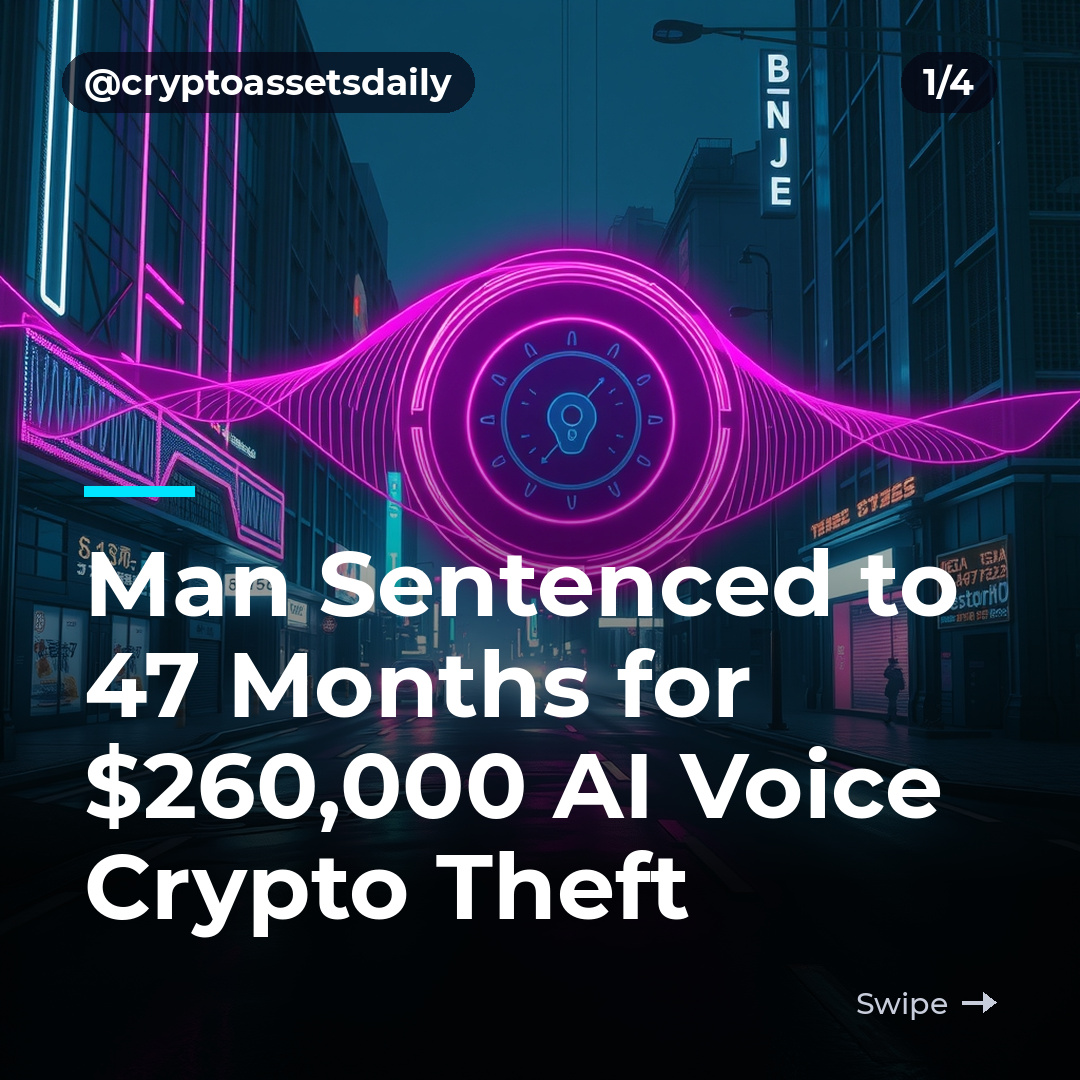 @cryptoassetsdaily
1/4
B
N
J
E
Man Sentenced to
47 Months for
$260,000 AI Voice
Crypto Theft
Swipe →